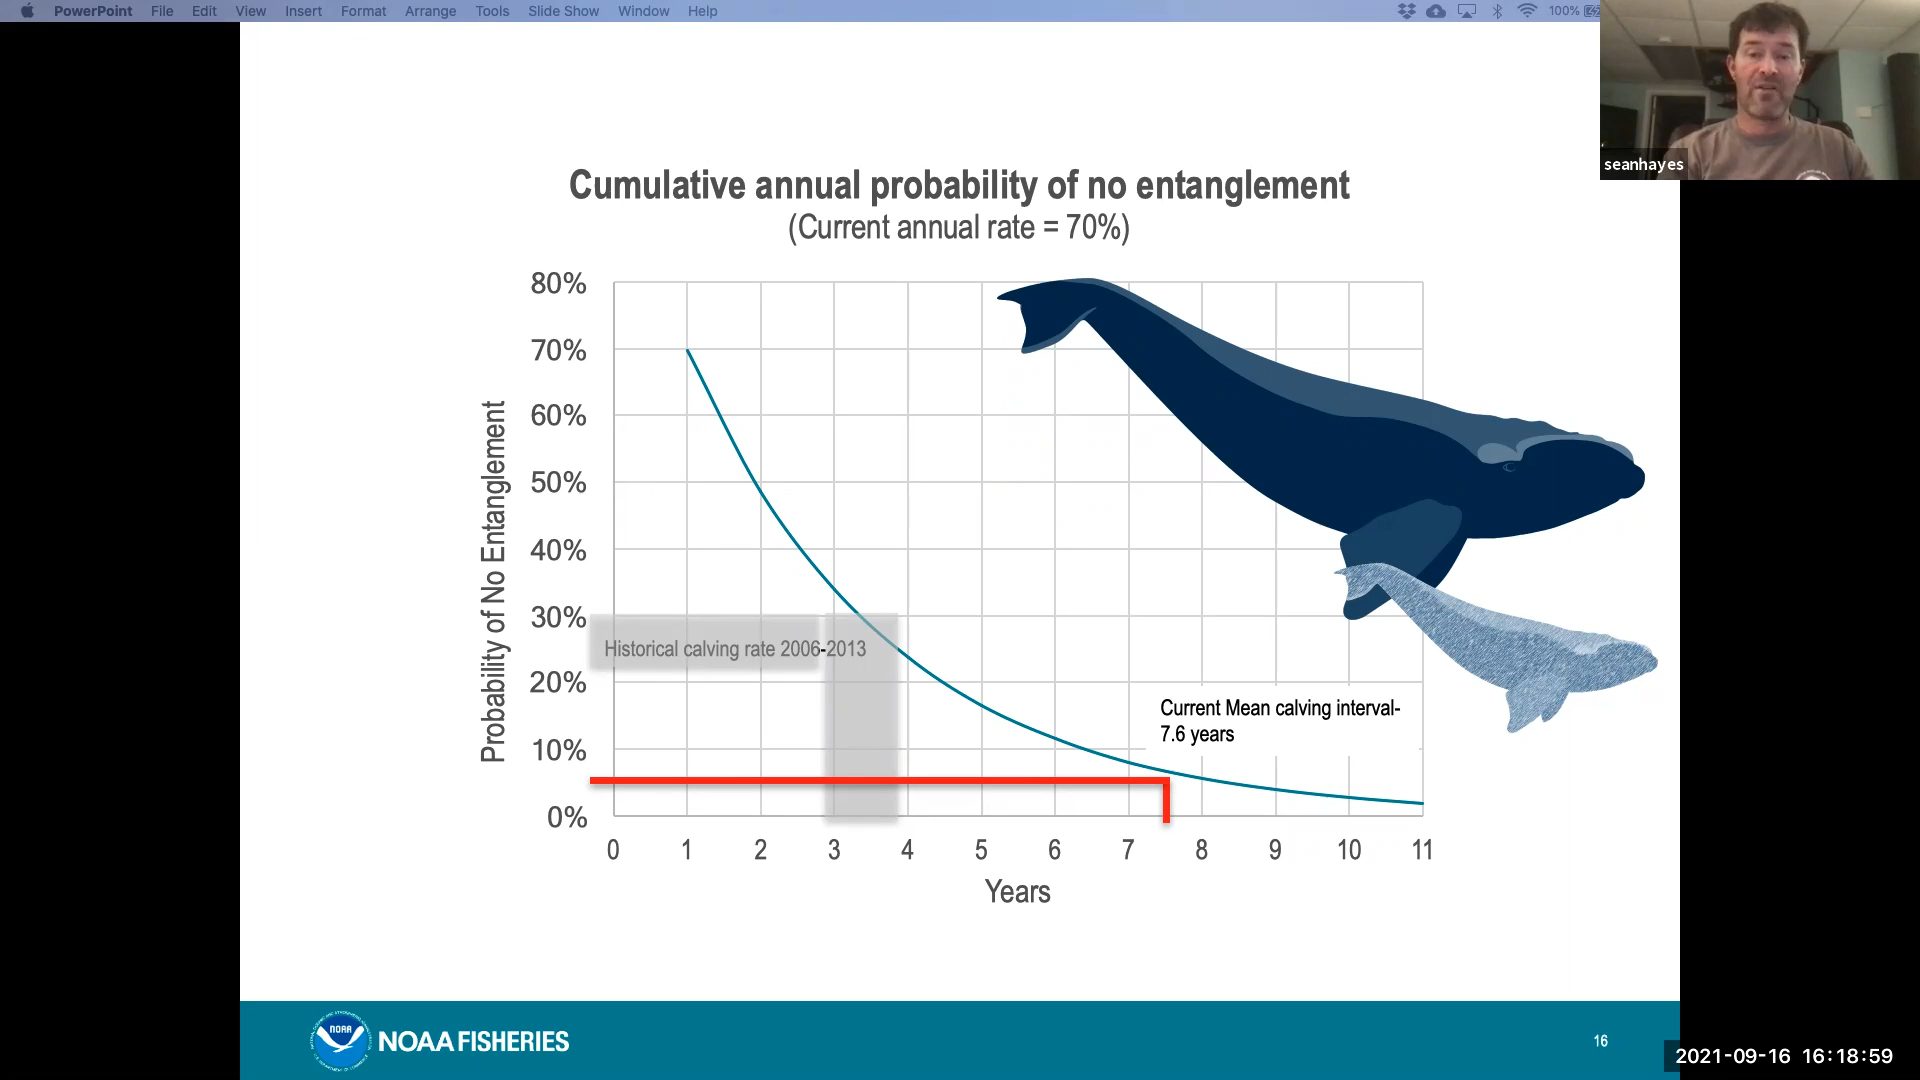 PowerPoint File Edit View Insert Format Arrange Tools Slide Show Window Help 100%
seanhayes
Cumulative annual probability of no entanglement
(Current annual rate = 70%)
80%
70%
60%
50%
40%
30%
20%
10%
0%
Probability of No Entanglement
Historical calving rate 2006-2013
Current Mean calving interval-
7.6 years
0 1 2 3 4 5 6 7 8 9 10 11
Years
NOAA
NOAA FISHERIES
16
2021-09-16 16:18:59